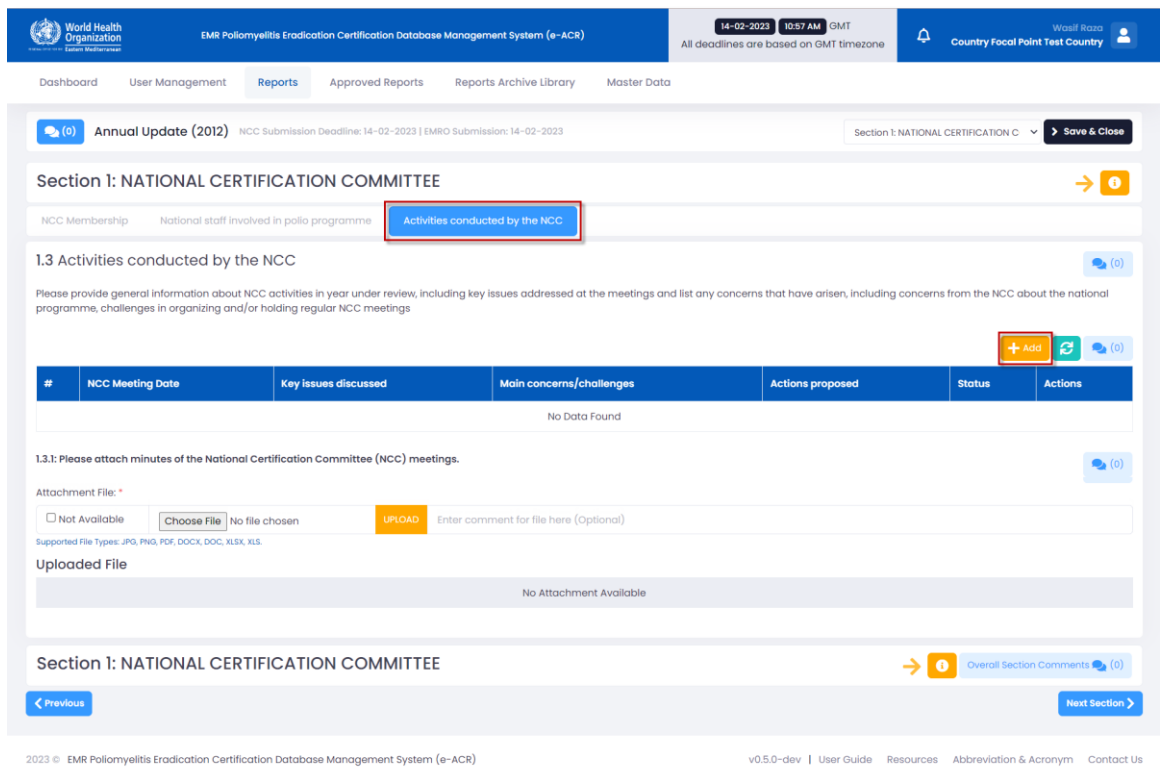 World Health
Organization
Eastern Mediterranean
EMR Poliomyelitis Eradication Certification Database Management System (e-ACR)
14-02-2023 10:57 AM GMT
All deadlines are based on GMT timezone
Wasif Raza
Country Focal Point Test Country
Dashboard User Management Reports Approved Reports Reports Archive Library Master Data
(0) Annual Update (2012) NCC Submission Deadline: 14-02-2023 | EMRO Submission: 14-02-2023 Section 1: NATIONAL CERTIFICATION C Save & Close
Section 1: NATIONAL CERTIFICATION COMMITTEE
NCC Membership National staff involved in polio programme Activities conducted by the NCC
1.3 Activities conducted by the NCC (0)
Please provide general information about NCC activities in year under review, including key issues addressed at the meetings and list any concerns that have arisen, including concerns from the NCC about the national
programme, challenges in organizing and/or holding regular NCC meetings
+ Add (0)
# NCC Meeting Date Key issues discussed Main concerns/challenges Actions proposed Status Actions
No Data Found
1.3.1: Please attach minutes of the National Certification Committee (NCC) meetings. (0)
Attachment File: *
Not Available Choose File No file chosen UPLOAD Enter comment for file here (Optional)
Supported File Types: JPG, PNG, PDF, DOCX, DOC, XLSX, XLS.
Uploaded File
No Attachment Available
Section 1: NATIONAL CERTIFICATION COMMITTEE Overall Section Comments (0)
Previous Next Section
2023 © EMR Poliomyelitis Eradication Certification Database Management System (e-ACR) v0.5.0-dev | User Guide Resources Abbreviation & Acronym Contact Us